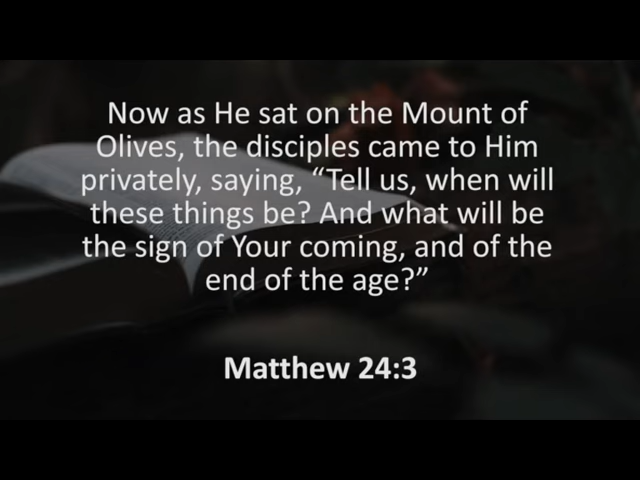 Now as He sat on the Mount of
Olives, the disciples came to Him
privately, saying, “Tell us, when will
these things be? And what will be
the sign of Your coming, and of the
end of the age?”
Matthew 24:3